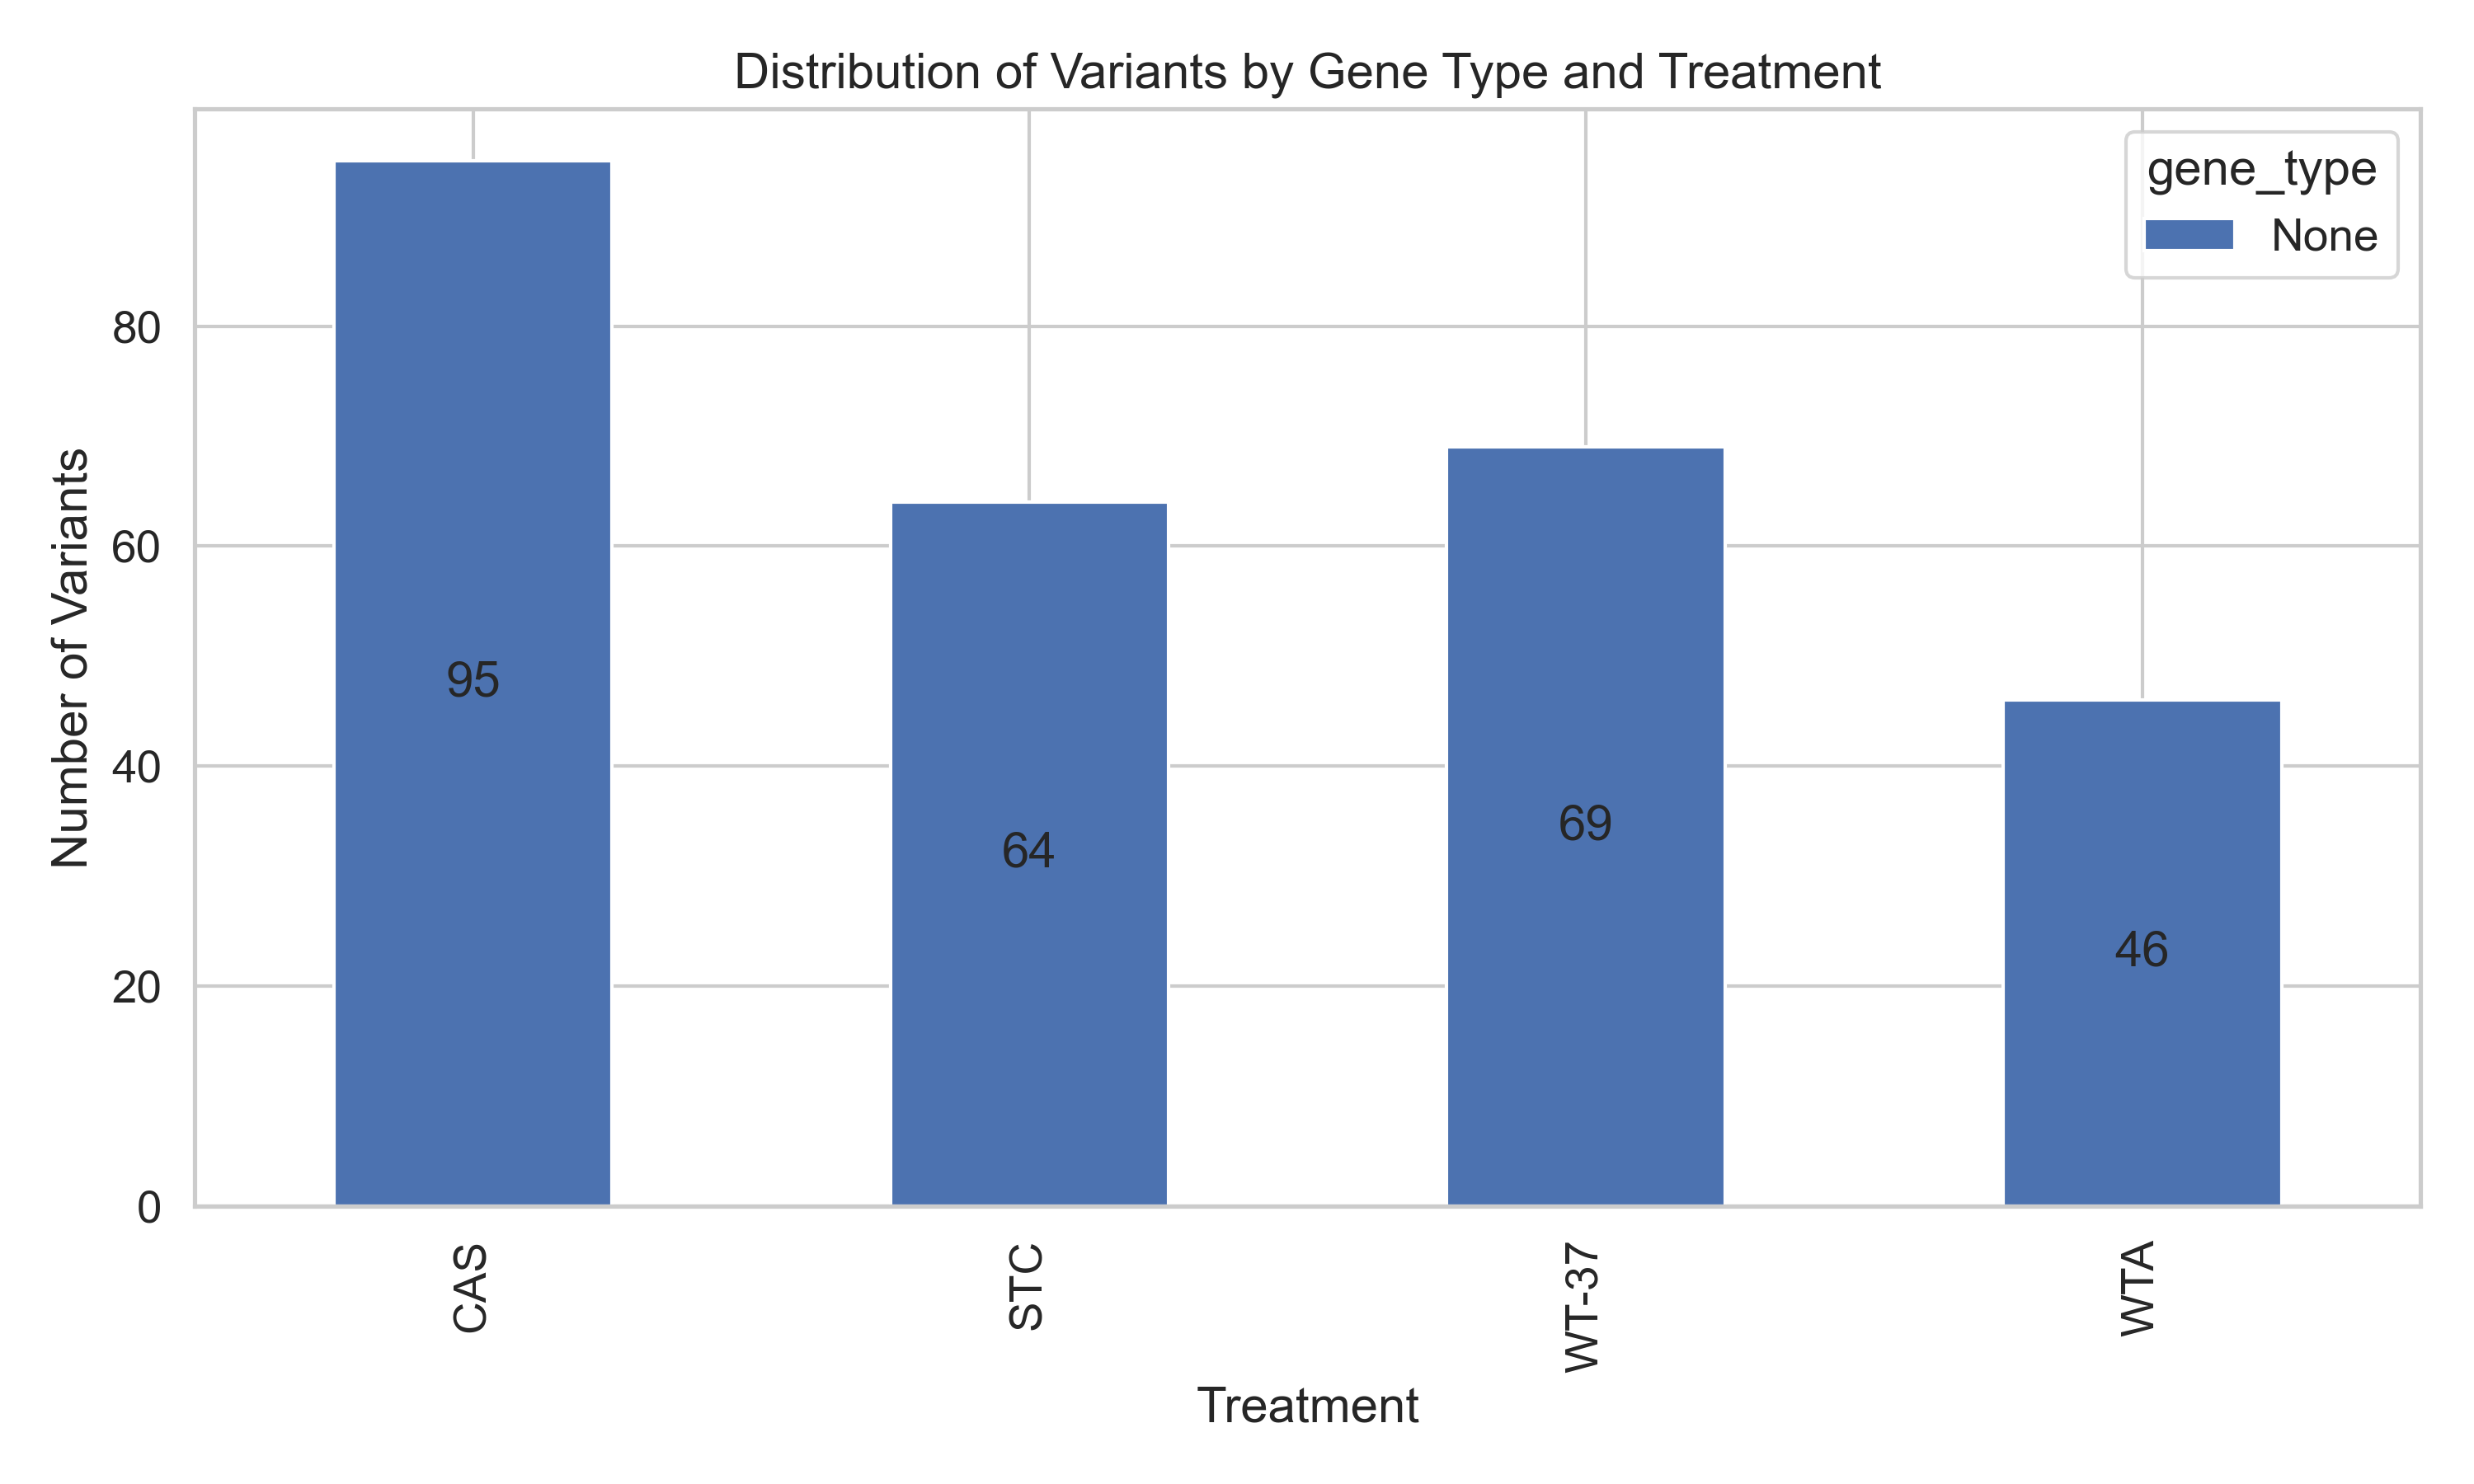 Distribution of Variants by Gene Type and Treatment
gene_type
None
Number of Variants
80
60
40
20
0
95
64
69
46
CAS
STC
WT-37
WTA
Treatment